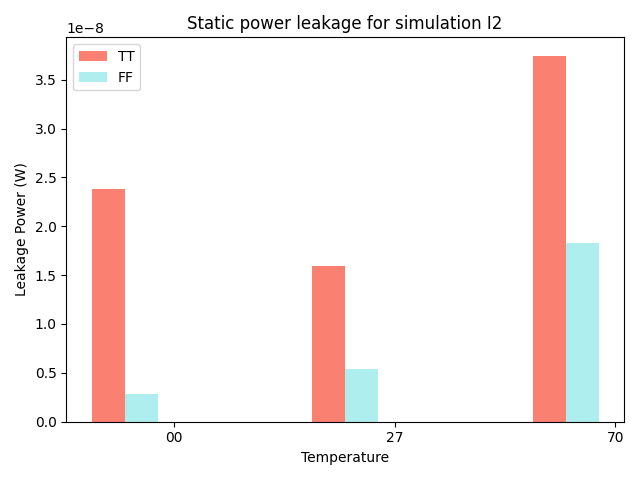 Static power leakage for simulation I2
1e−8
TT
FF
3.5
3.0
2.5
2.0
1.5
1.0
0.5
0.0
Leakage Power (W)
00 27 70
Temperature